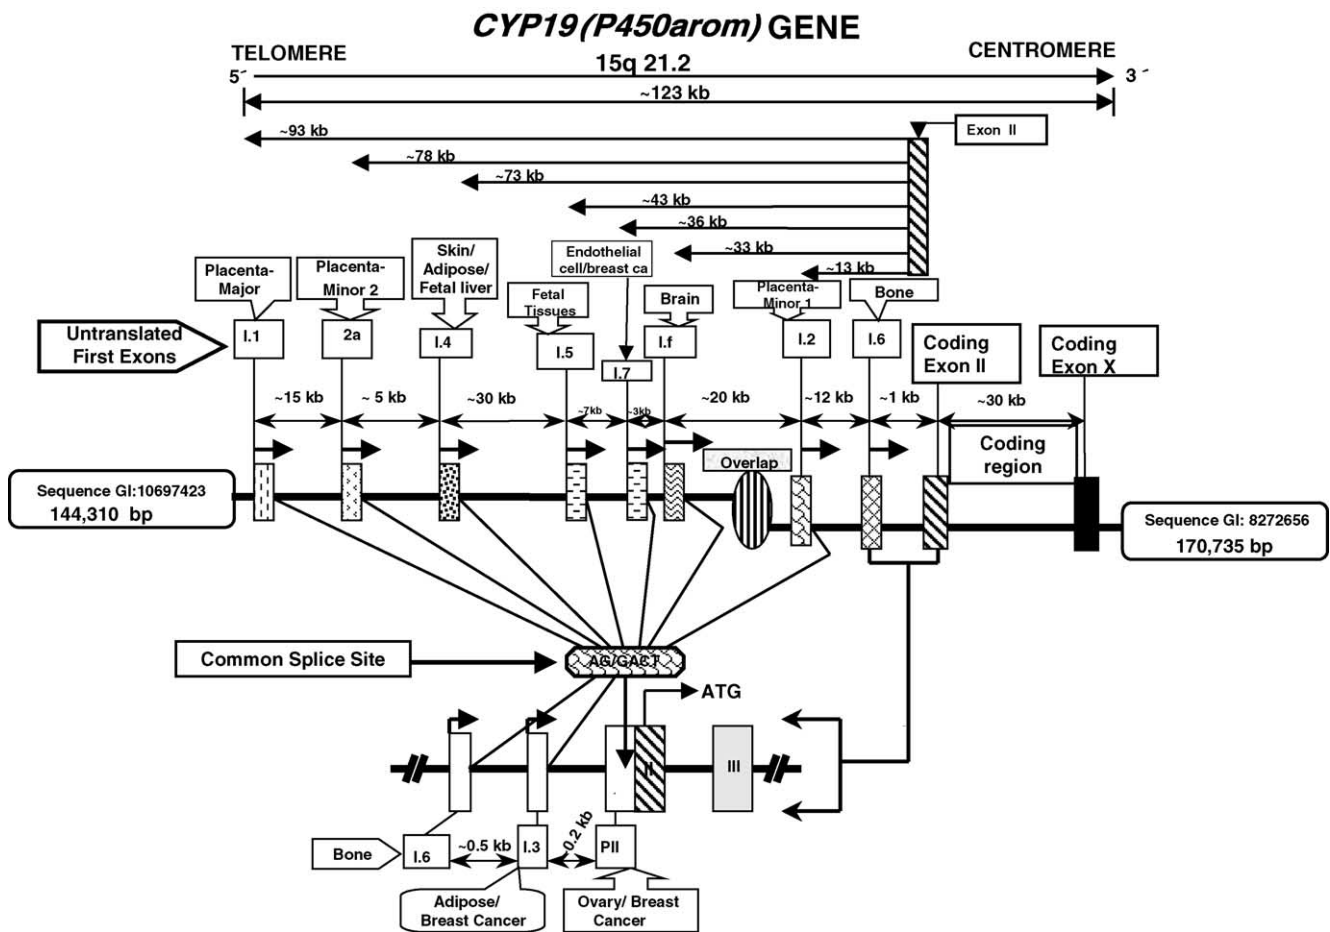 CYP19 (P450arom) GENE
TELOMERE
CENTROMERE
15q 21.2
5´
3 ´
~123 kb
~93 kb
Exon II
~78 kb
~73 kb
~43 kb
~36 kb
~33 kb
~13 kb
Placenta-
Major
Placenta-
Minor 2
Skin/
Adipose/
Fetal liver
Fetal
Tissues
Endothelial
cell/breast ca
Brain
Placenta-
Minor 1
Bone
Untranslated
First Exons
I.1
2a
I.4
I.5
I.7
I.f
I.2
I.6
Coding
Exon II
Coding
Exon X
~15 kb
~ 5 kb
~30 kb
~7kb
~3kb
~20 kb
~12 kb
~1 kb
~30 kb
Overlap
Coding
region
Sequence GI:10697423
144,310 bp
Sequence GI: 8272656
170,735 bp
Common Splice Site
AG/GACT
ATG
II
III
Bone
I.6
~0.5 kb
I.3
~0.2 kb
PII
Adipose/
Breast Cancer
Ovary/ Breast
Cancer